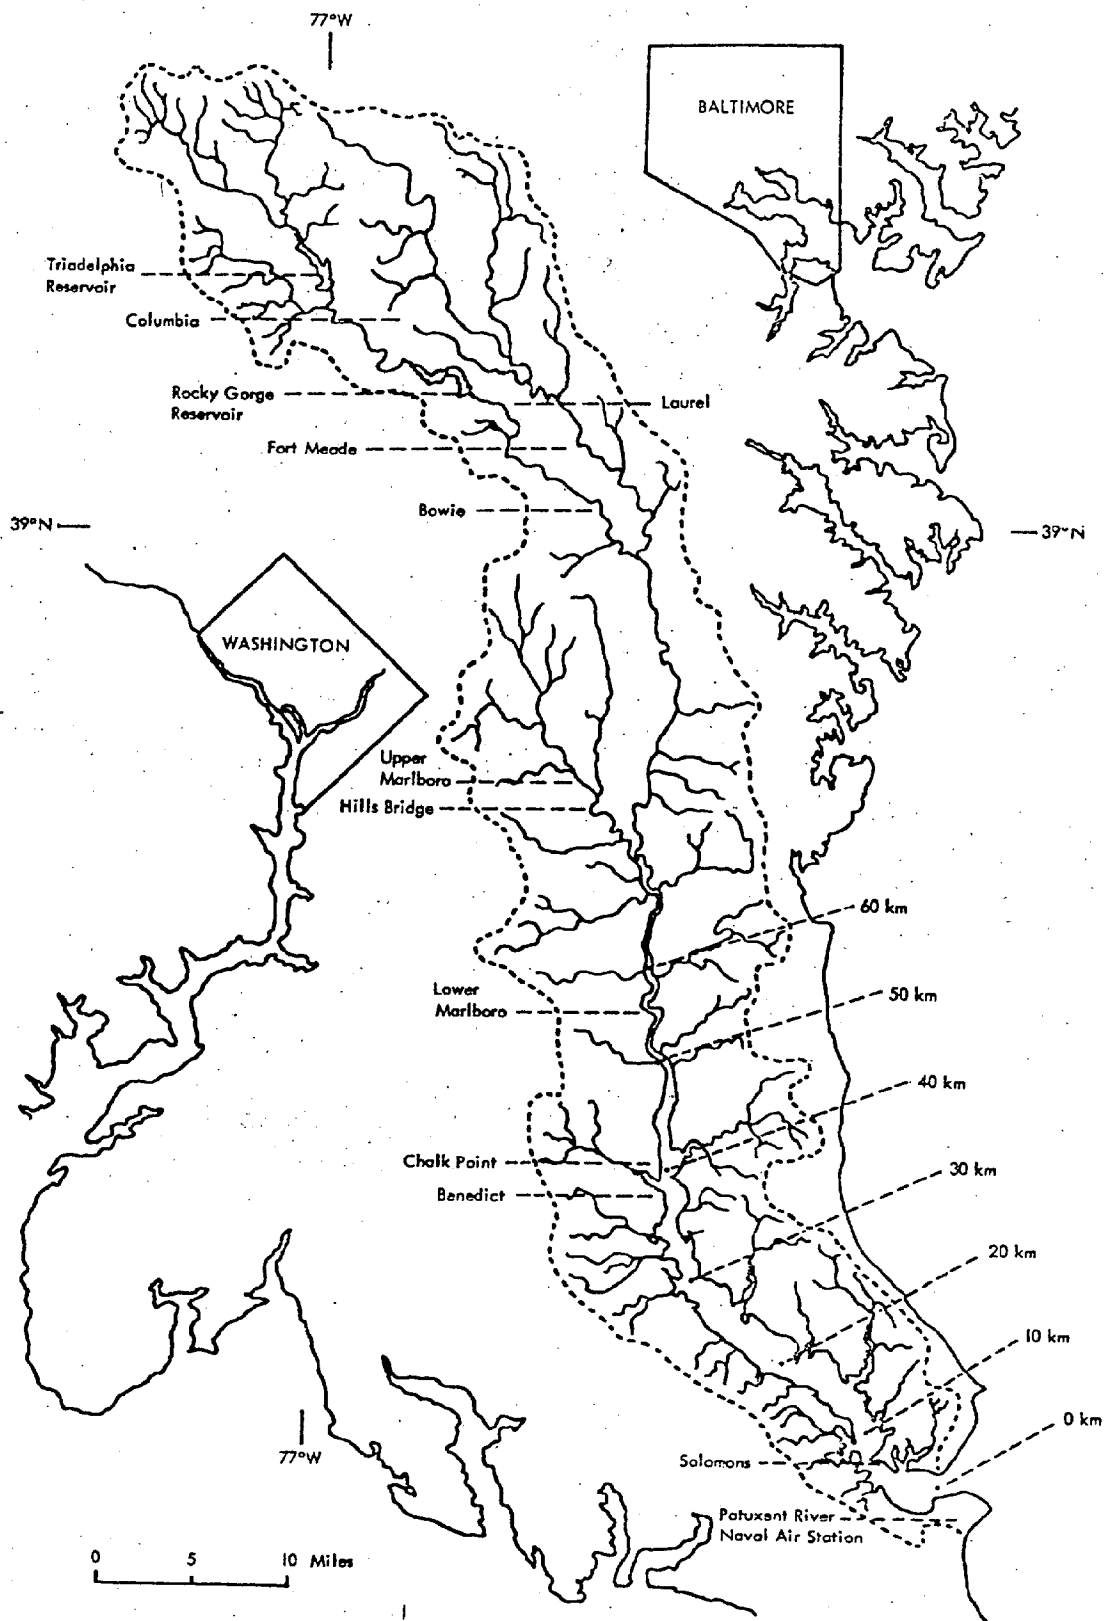 77°W
BALTIMORE
Triadelphia
Reservoir
Columbia
Rocky Gorge
Reservoir
Laurel
Fort Meade
Bowie
39°N
39°N
WASHINGTON
Upper
Marlboro
Hills Bridge
60 km
Lower
Marlboro
50 km
40 km
Chalk Point
30 km
Benedict
20 km
10 km
0 km
77°W
Solomons
Patuxent River
Naval Air Station
0 5 10 Miles